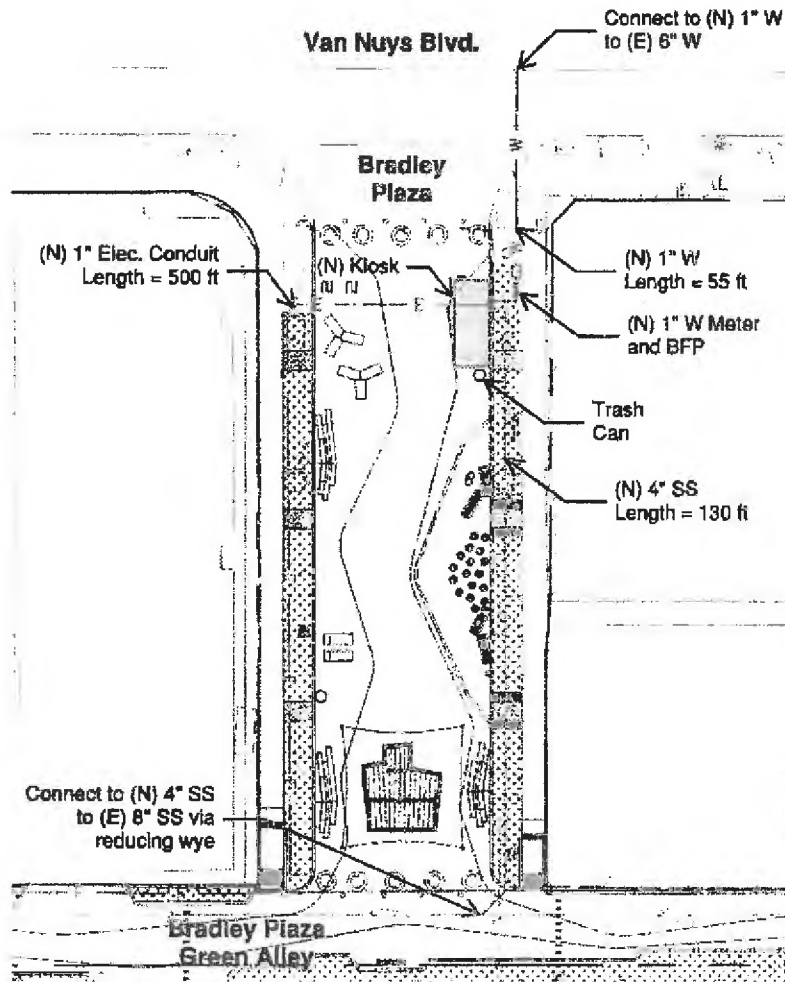 Connect to (N) 1" W
to (E) 6" W
Van Nuys Blvd.
W
Bradley
Plaza
(N) 1" Elec. Conduit
Length = 500 ft
(N) Kiosk
E
E
(N) 1" W
Length = 55 ft
(N) 1" W Meter
and BFP
Trash
Can
(N) 4" SS
Length = 130 ft
Connect to (N) 4" SS
to (E) 8" SS via
reducing wye
Bradley Plaza
Green Alley